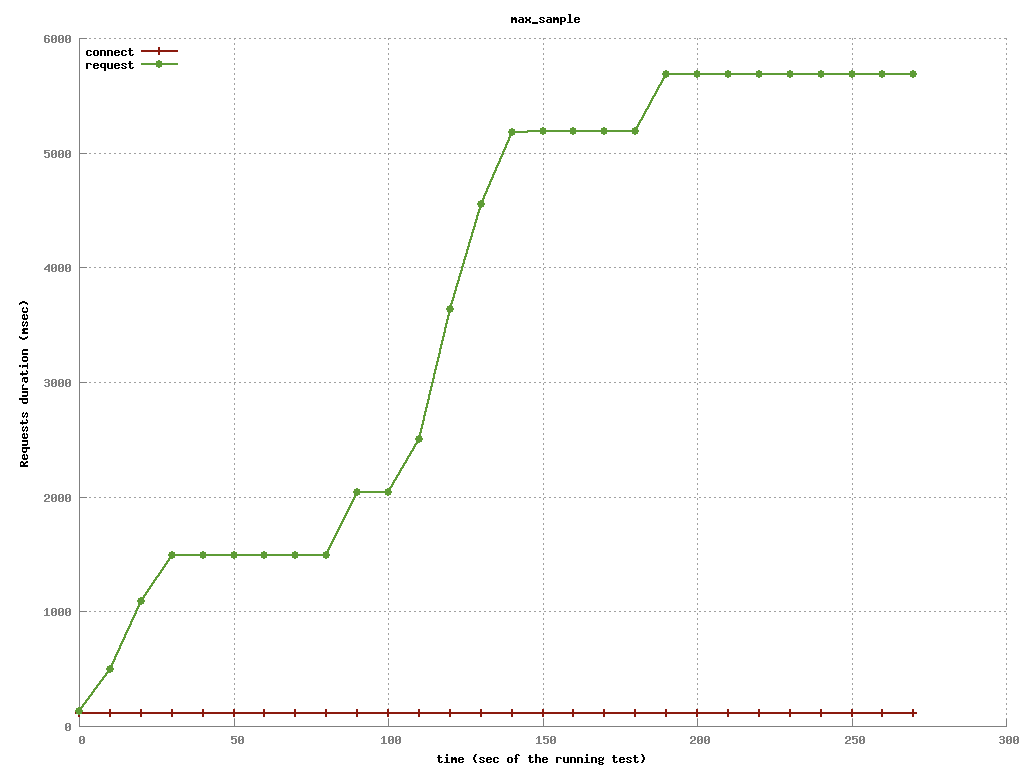 max_sample
6000
connect
request
5000
4000
3000
2000
1000
0
Requests duration (msec)
0 50 100 150 200 250 300
time (sec of the running test)